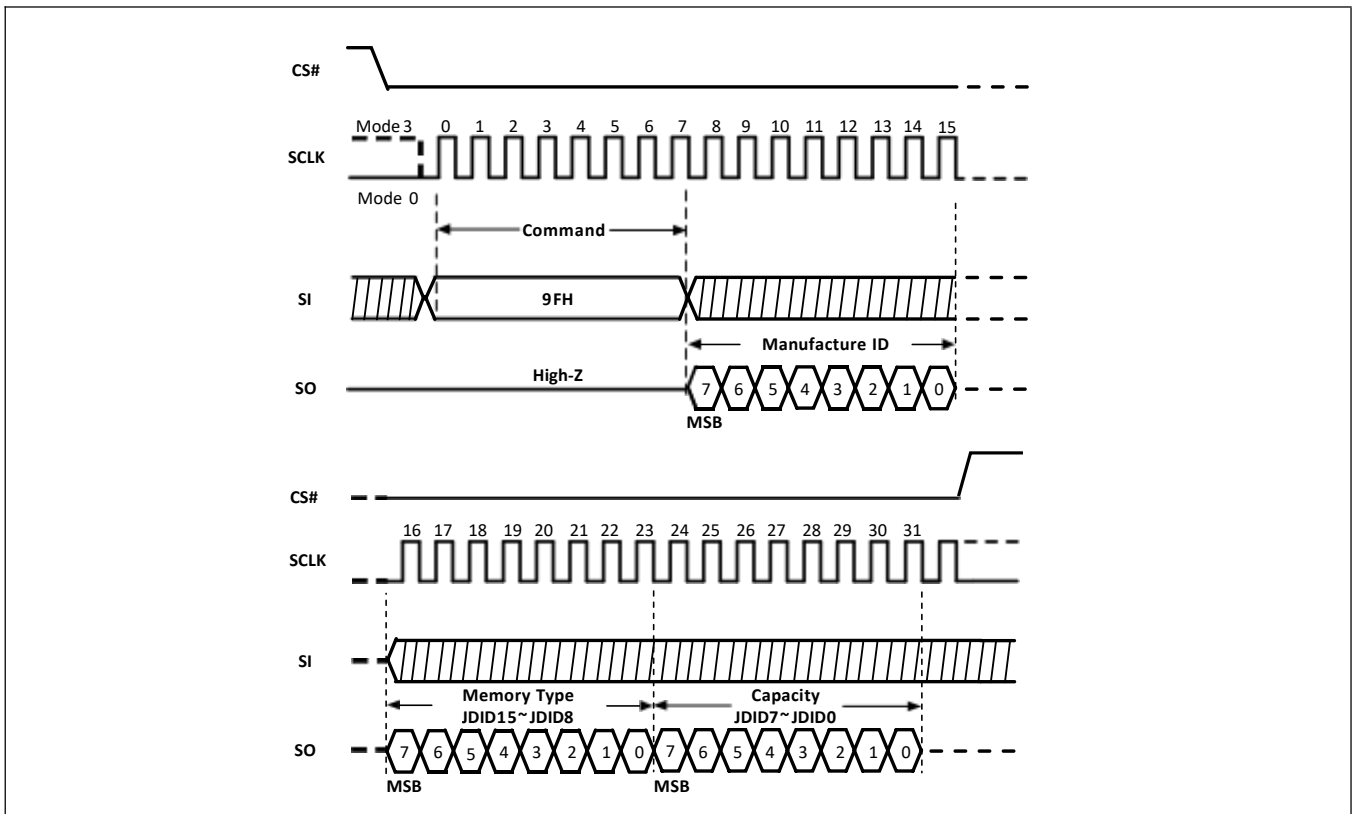 CS#
Mode 3 0 1 2 3 4 5 6 7 8 9 10 11 12 13 14 15
SCLK
Mode 0
Command
SI 9FH
Manufacture ID
SO High-Z 7 6 5 4 3 2 1 0
MSB
CS#
16 17 18 19 20 21 22 23 24 25 26 27 28 29 30 31
SCLK
SI
Memory Type Capacity
JDID15~JDID8 JDID7~JDID0
SO 7 6 5 4 3 2 1 0 7 6 5 4 3 2 1 0
MSB MSB